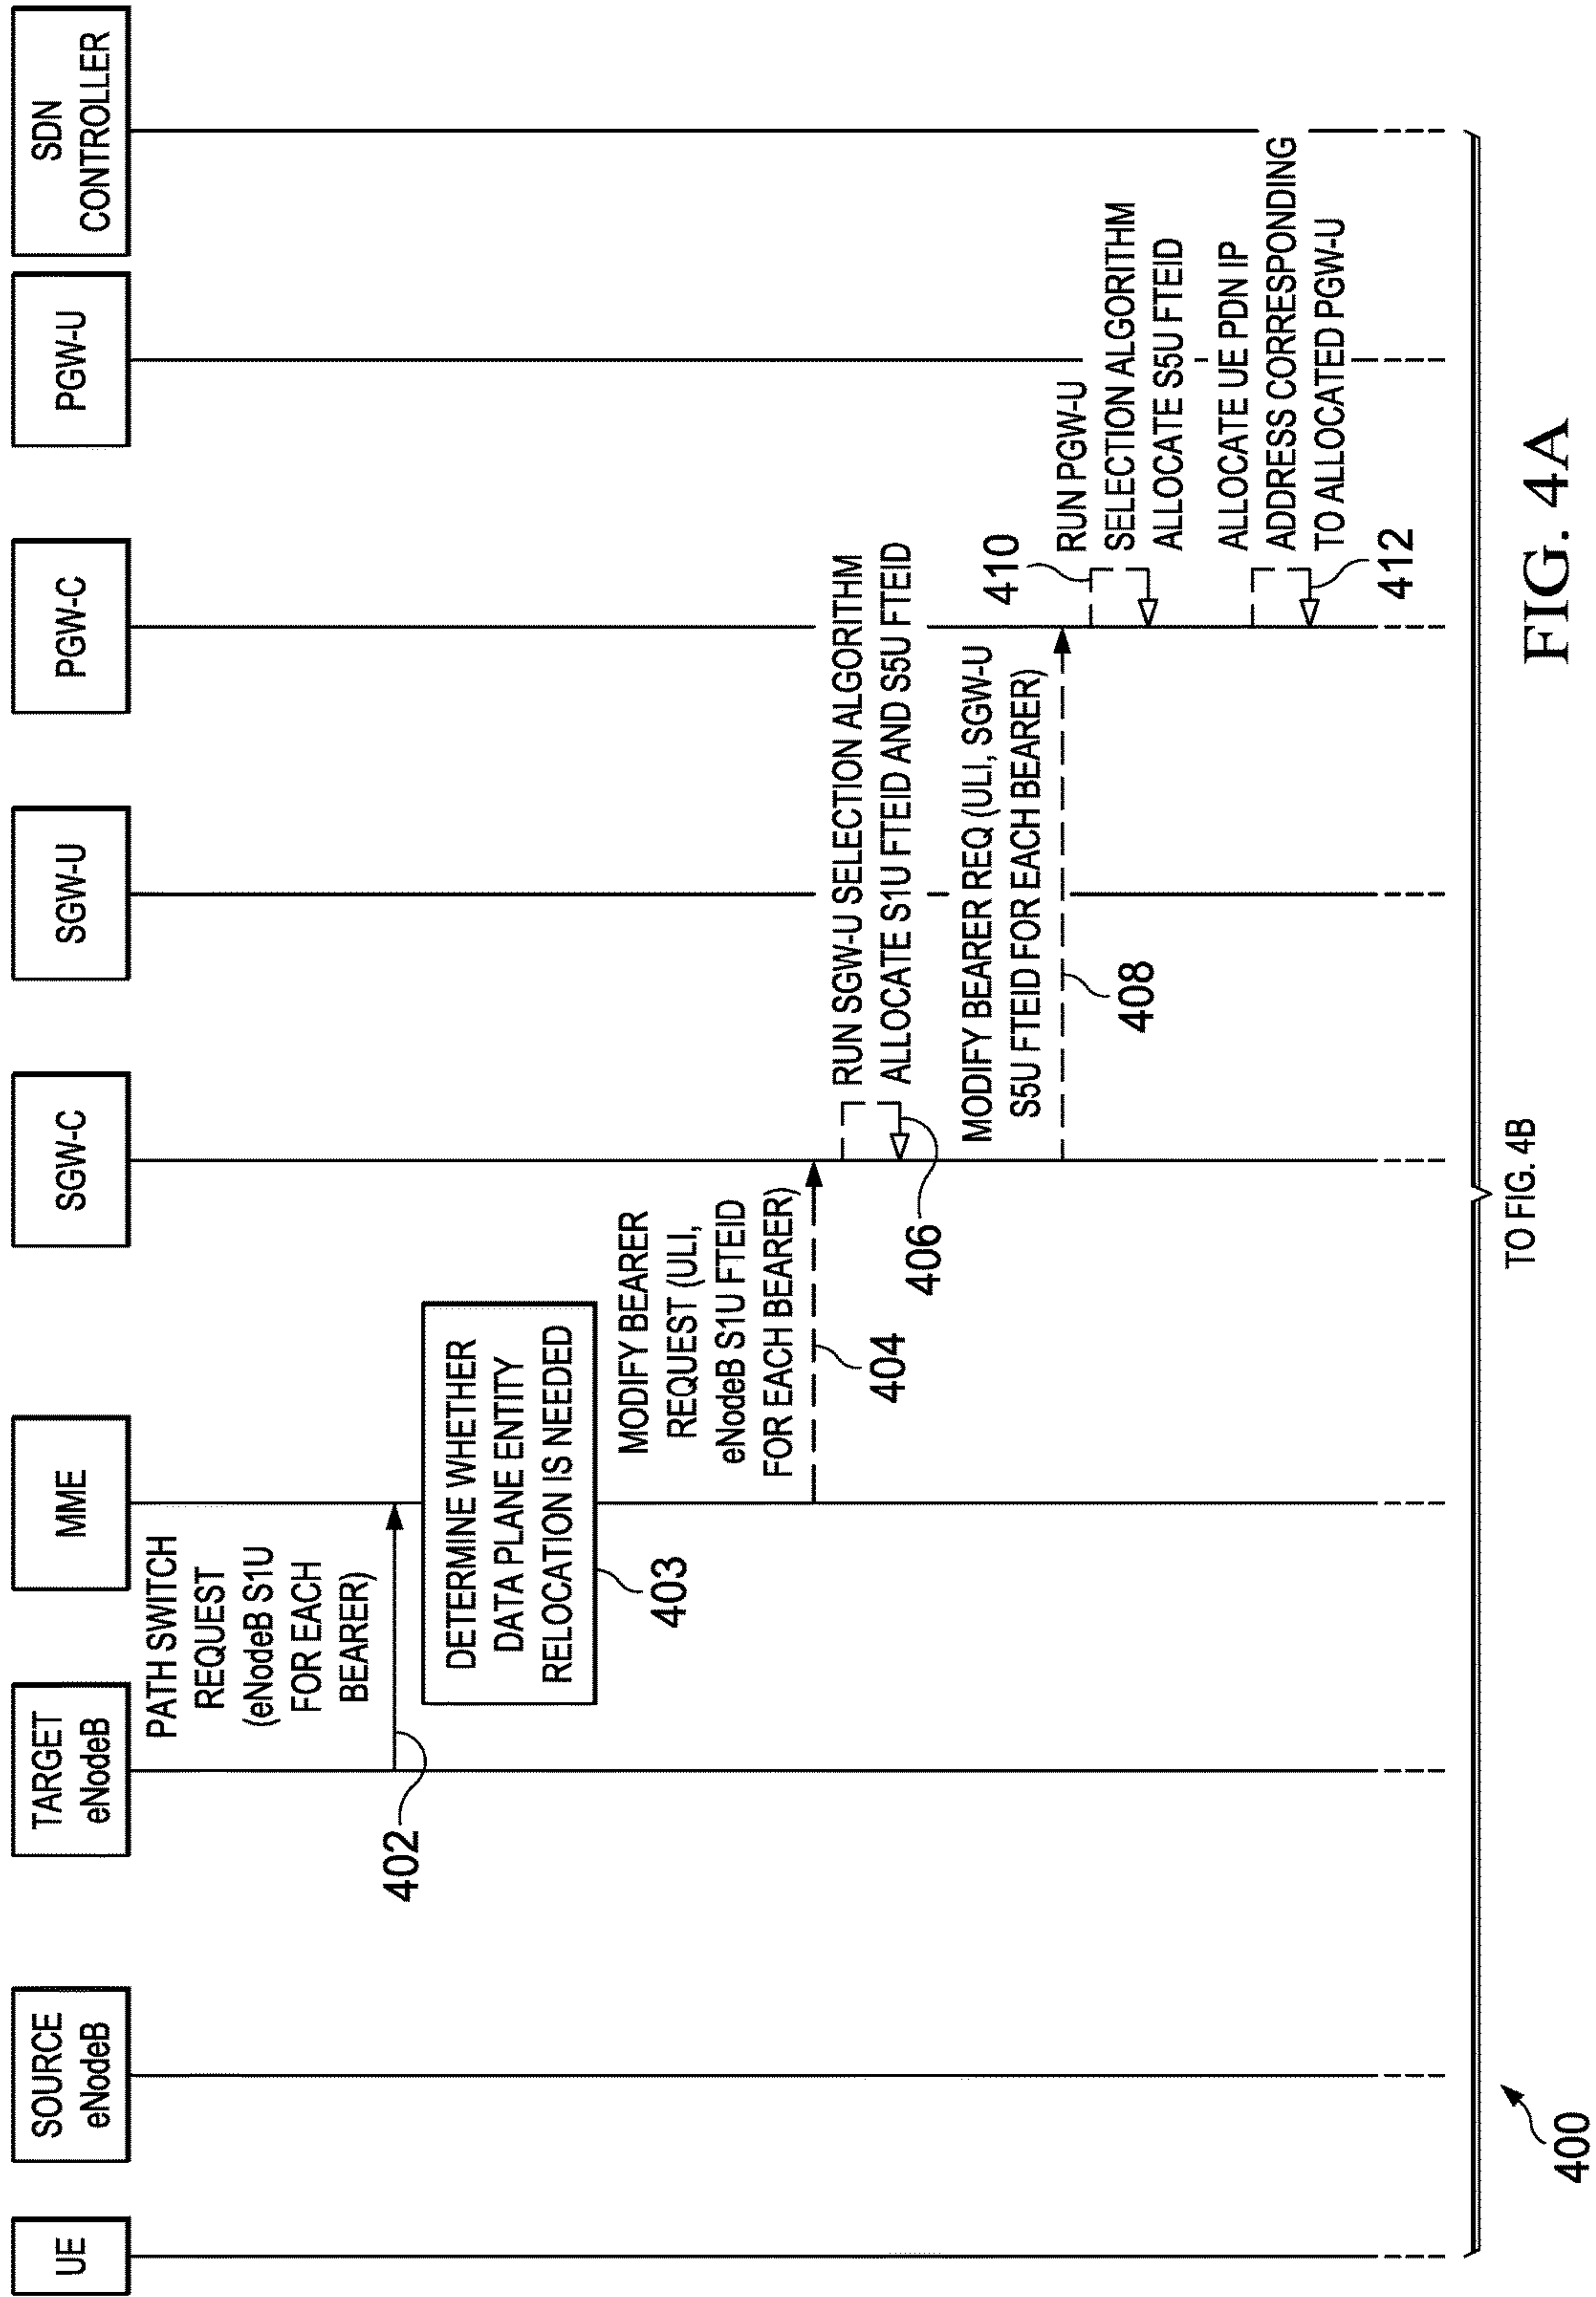 UE
SOURCE
eNodeB
TARGET
eNodeB
MME
SGW-C
SGW-U
PGW-C
PGW-U
SDN
CONTROLLER
PATH SWITCH
REQUEST
(eNodeB S1U
FOR EACH
BEARER)
402
DETERMINE WHETHER
DATA PLANE ENTITY
RELOCATION IS NEEDED
403
MODIFY BEARER
REQUEST (ULI,
eNodeB S1U FTEID
FOR EACH BEARER)
404
RUN SGW-U SELECTION ALGORITHM
ALLOCATE S1U FTEID AND S5U FTEID
406
MODIFY BEARER REQ (ULI, SGW-U
S5U FTEID FOR EACH BEARER)
408
410
RUN PGW-U
SELECTION ALGORITHM
ALLOCATE S5U FTEID
ALLOCATE UE PDN IP
ADDRESS CORRESPONDING
TO ALLOCATED PGW-U
412
TO FIG. 4B
400
FIG. 4A